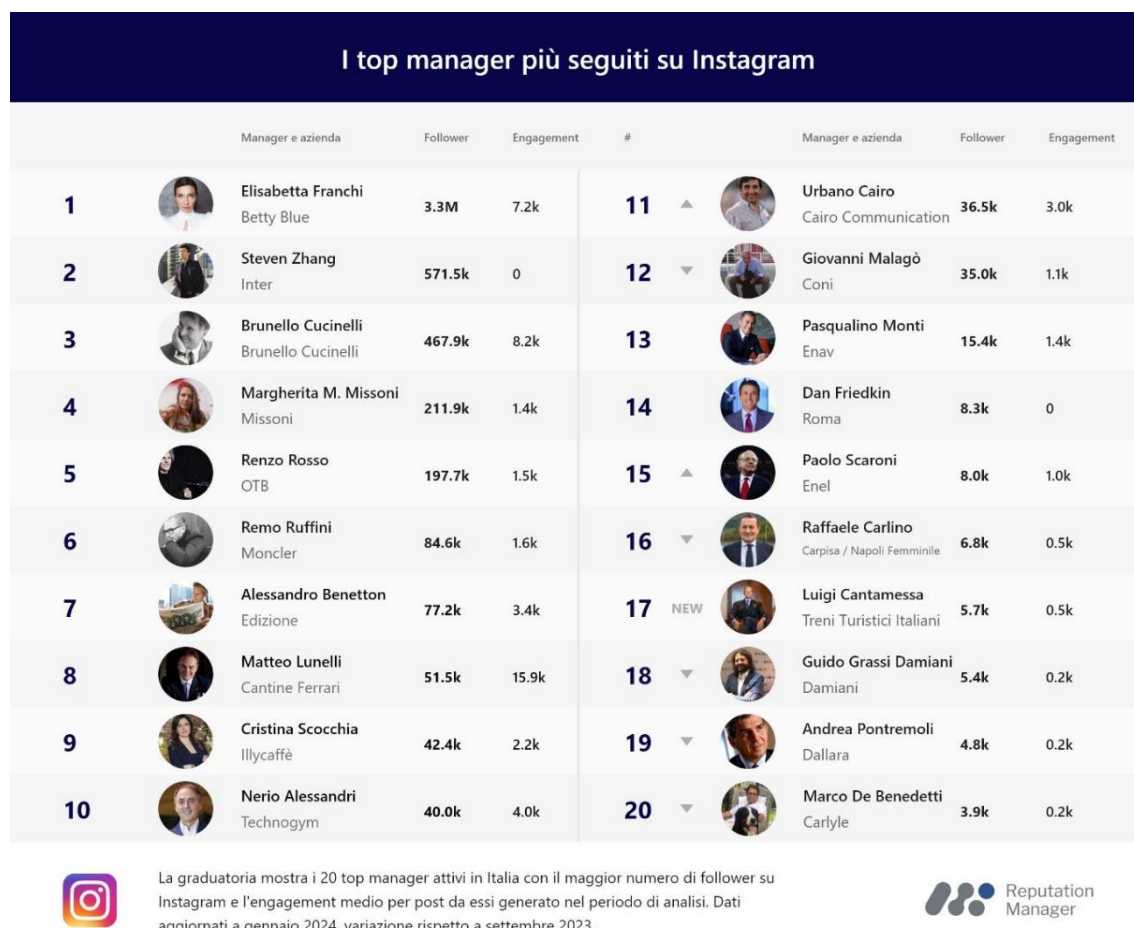 I top manager più seguiti su Instagram
Manager e azienda Follower Engagement # Manager e azienda Follower Engagement
1 Elisabetta Franchi Betty Blue 3.3M 7.2k
2 Steven Zhang Inter 571.5k 0
3 Brunello Cucinelli Brunello Cucinelli 467.9k 8.2k
4 Margherita M. Missoni Missoni 211.9k 1.4k
5 Renzo Rosso OTB 197.7k 1.5k
6 Remo Ruffini Moncler 84.6k 1.6k
7 Alessandro Benetton Edizione 77.2k 3.4k
8 Matteo Lunelli Cantine Ferrari 51.5k 15.9k
9 Cristina Scocchia Illycaffè 42.4k 2.2k
10 Nerio Alessandri Technogym 40.0k 4.0k
11 Urbano Cairo Cairo Communication 36.5k 3.0k
12 Giovanni Malagò Coni 35.0k 1.1k
13 Pasqualino Monti Enav 15.4k 1.4k
14 Dan Friedkin Roma 8.3k 0
15 Paolo Scaroni Enel 8.0k 1.0k
16 Raffaele Carlino Carpisa / Napoli Femminile 6.8k 0.5k
17 NEW Luigi Cantamessa Treni Turistici Italiani 5.7k 0.5k
18 Guido Grassi Damiani Damiani 5.4k 0.2k
19 Andrea Pontremoli Dallara 4.8k 0.2k
20 Marco De Benedetti Carlyle 3.9k 0.2k
La graduatoria mostra i 20 top manager attivi in Italia con il maggior numero di follower su
Instagram e l'engagement medio per post da essi generato nel periodo di analisi. Dati
aggiornati a gennaio 2024, variazione rispetto a settembre 2023.
Reputation
Manager